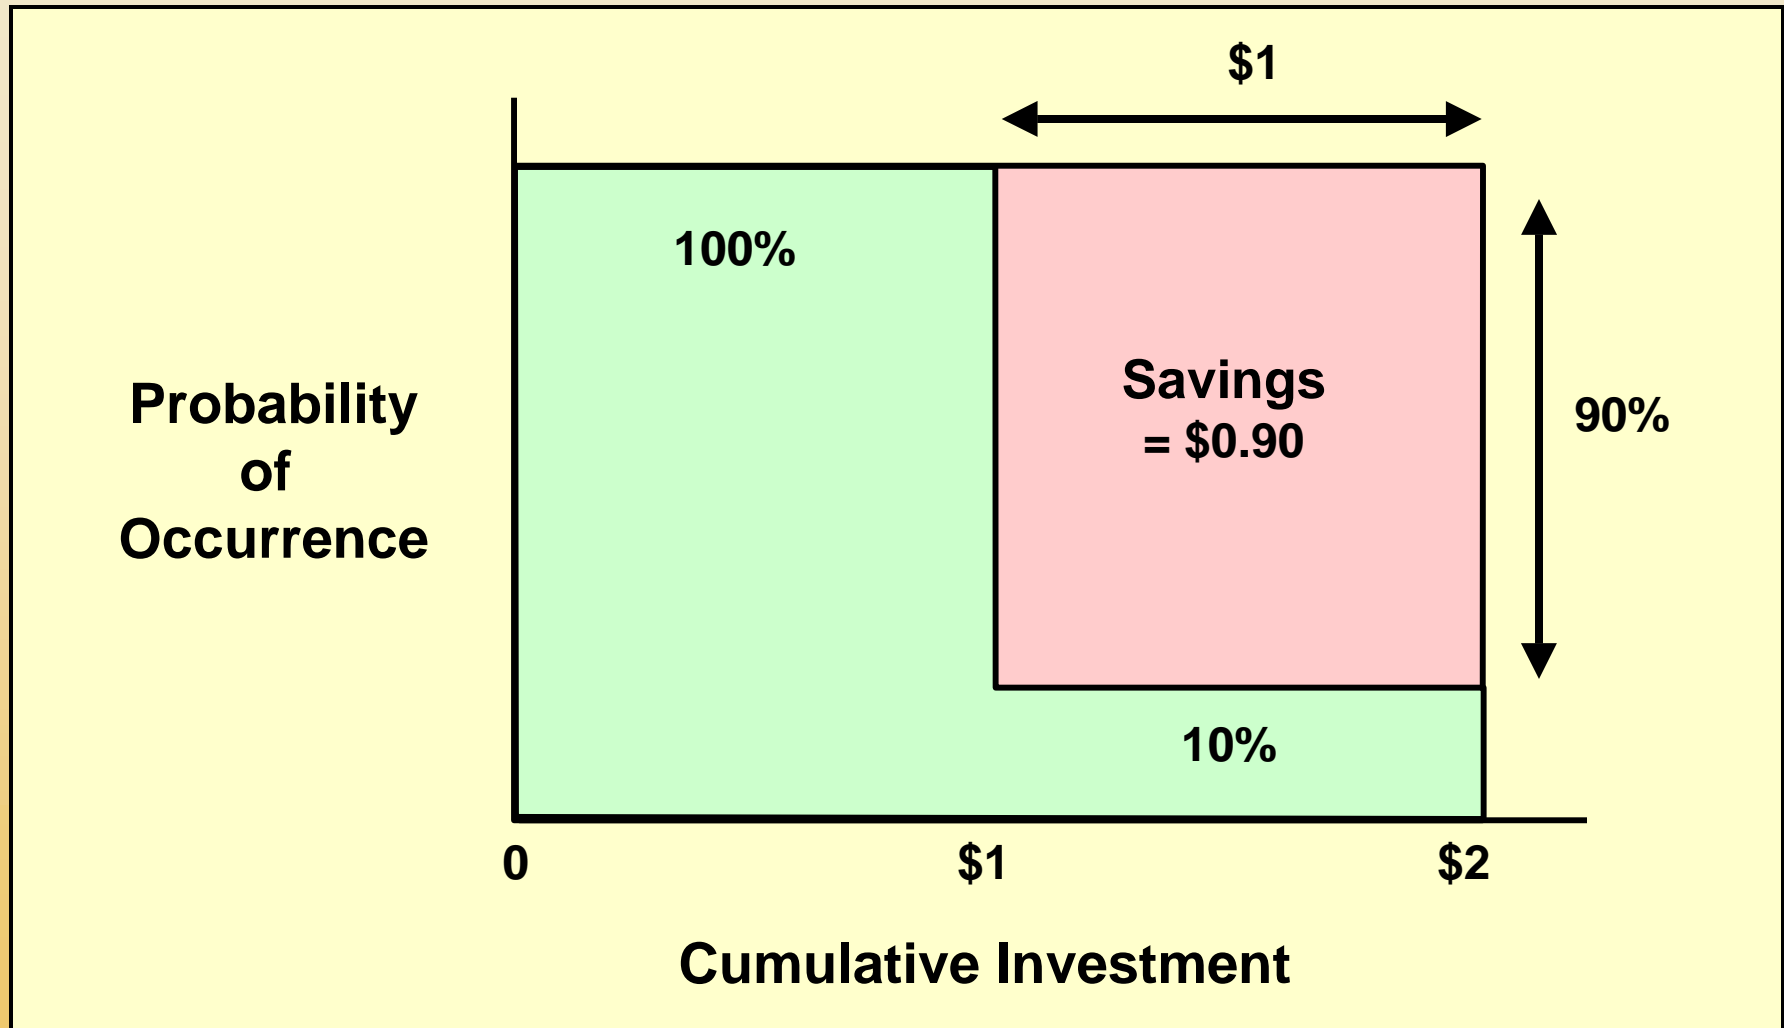 $1
100%
Savings
= $0.90
90%
Probability
of
Occurrence
10%
0
$1
$2
Cumulative Investment